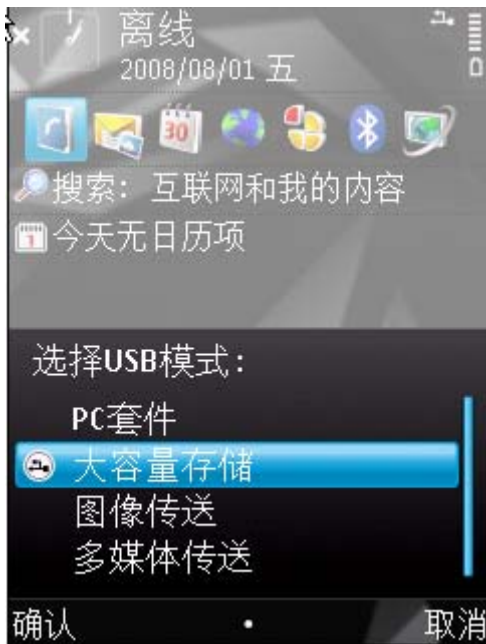 离线
2008/08/01 五
30
搜索: 互联网和我的内容
1
今天无日历项
选择USB模式:
PC套件
大容量存储
图像传送
多媒体传送
确认
取消